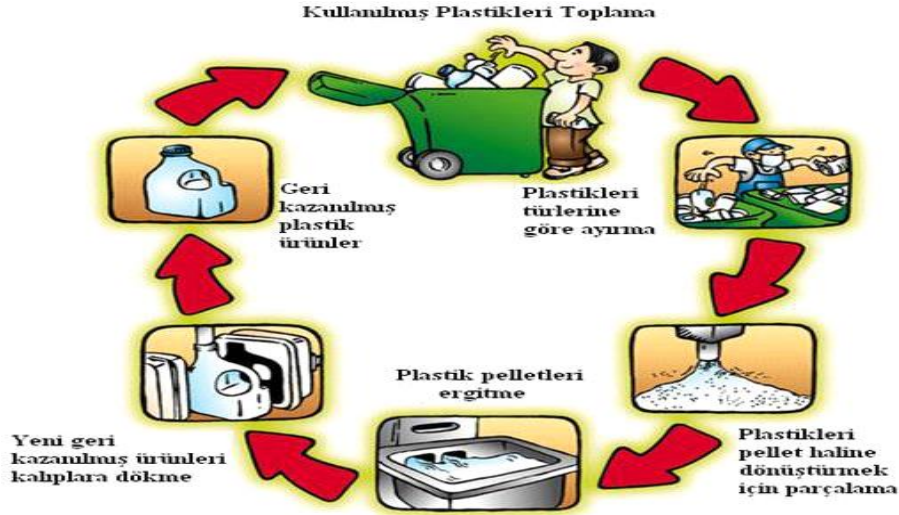 Kullanılmış Plastikleri Toplama
Plastikleri
türlerine
göre ayırma
Plastikleri
pellet haline
dönüştürmek
için parçalama
Plastik pelletleri
ergitme
Yeni geri
kazanılmış ürünleri
kalıplara dökme
Geri
kazanılmış
plastik
ürünler